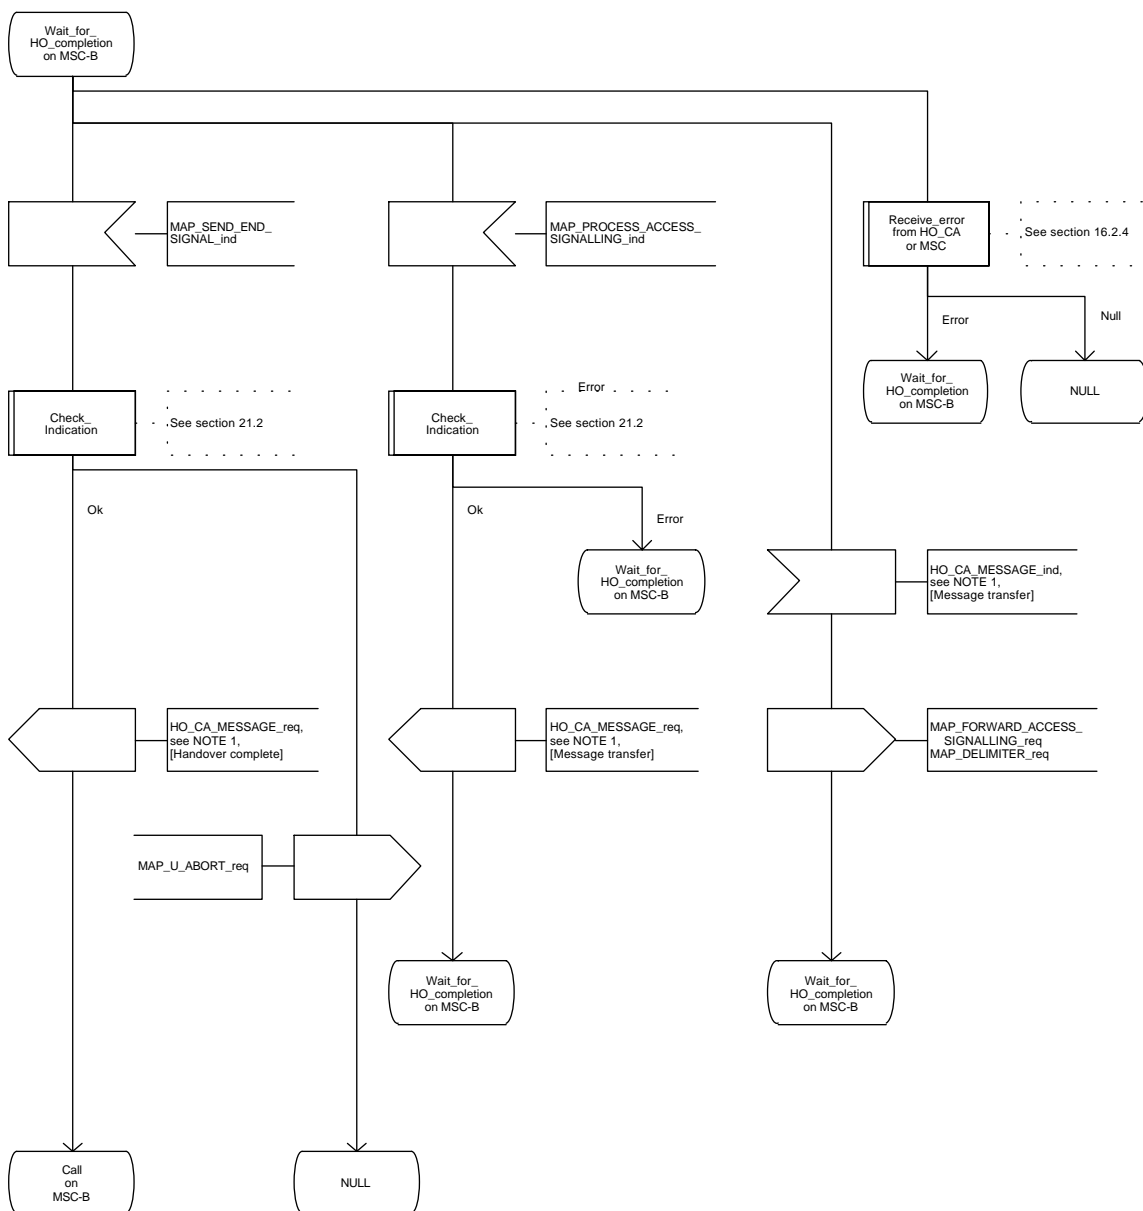 Wait_for_
HO_completion
on MSC-B
MAP_SEND_END_
SIGNAL_ind
MAP_PROCESS_ACCESS_
SIGNALLING_ind
Receive_error
from HO_CA
or MSC
See section 16.2.4
Error
Null
Wait_for_
HO_completion
on MSC-B
NULL
Check_
Indication
See section 21.2
Error
Check_
Indication
See section 21.2
Ok
Ok
Error
Wait_for_
HO_completion
on MSC-B
HO_CA_MESSAGE_ind,
see NOTE 1,
[Message transfer]
HO_CA_MESSAGE_req,
see NOTE 1,
[Handover complete]
HO_CA_MESSAGE_req,
see NOTE 1,
[Message transfer]
MAP_FORWARD_ACCESS_
SIGNALLING_req
MAP_DELIMITER_req
MAP_U_ABORT_req
Wait_for_
HO_completion
on MSC-B
Wait_for_
HO_completion
on MSC-B
Call
on
MSC-B
NULL